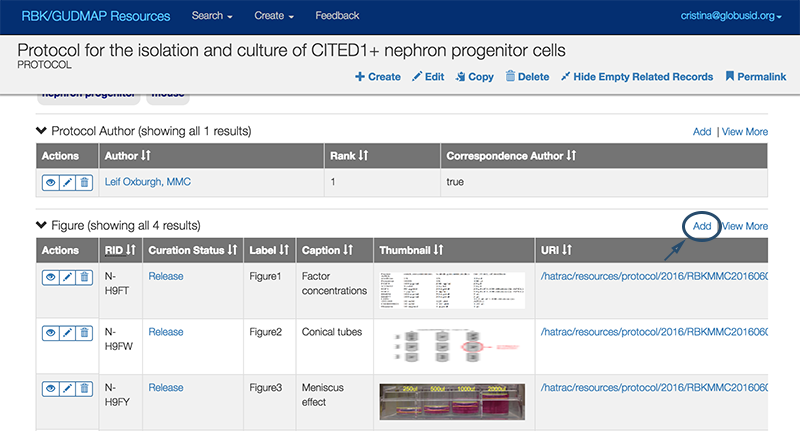 RBK/GUDMAP Resources Search Create Feedback cristina@globusid.org
Protocol for the isolation and culture of CITED1+ nephron progenitor cells
PROTOCOL
Create Edit Copy Delete Hide Empty Related Records Permalink
nephron progenitor mouse
Protocol Author (showing all 1 results) Add | View More
Actions Author Rank Correspondence Author
Leif Oxburgh, MMC 1 true
Figure (showing all 4 results) Add View More
Actions RID Curation Status Label Caption Thumbnail URI
N-H9FT Release Figure1 Factor concentrations /hatrac/resources/protocol/2016/RBKMMC2016060
N-H9FW Release Figure2 Conical tubes /hatrac/resources/protocol/2016/RBKMMC2016060
N-H9FY Release Figure3 Meniscus effect 250ul 500ul 1000ul 2000ul /hatrac/resources/protocol/2016/RBKMMC2016060